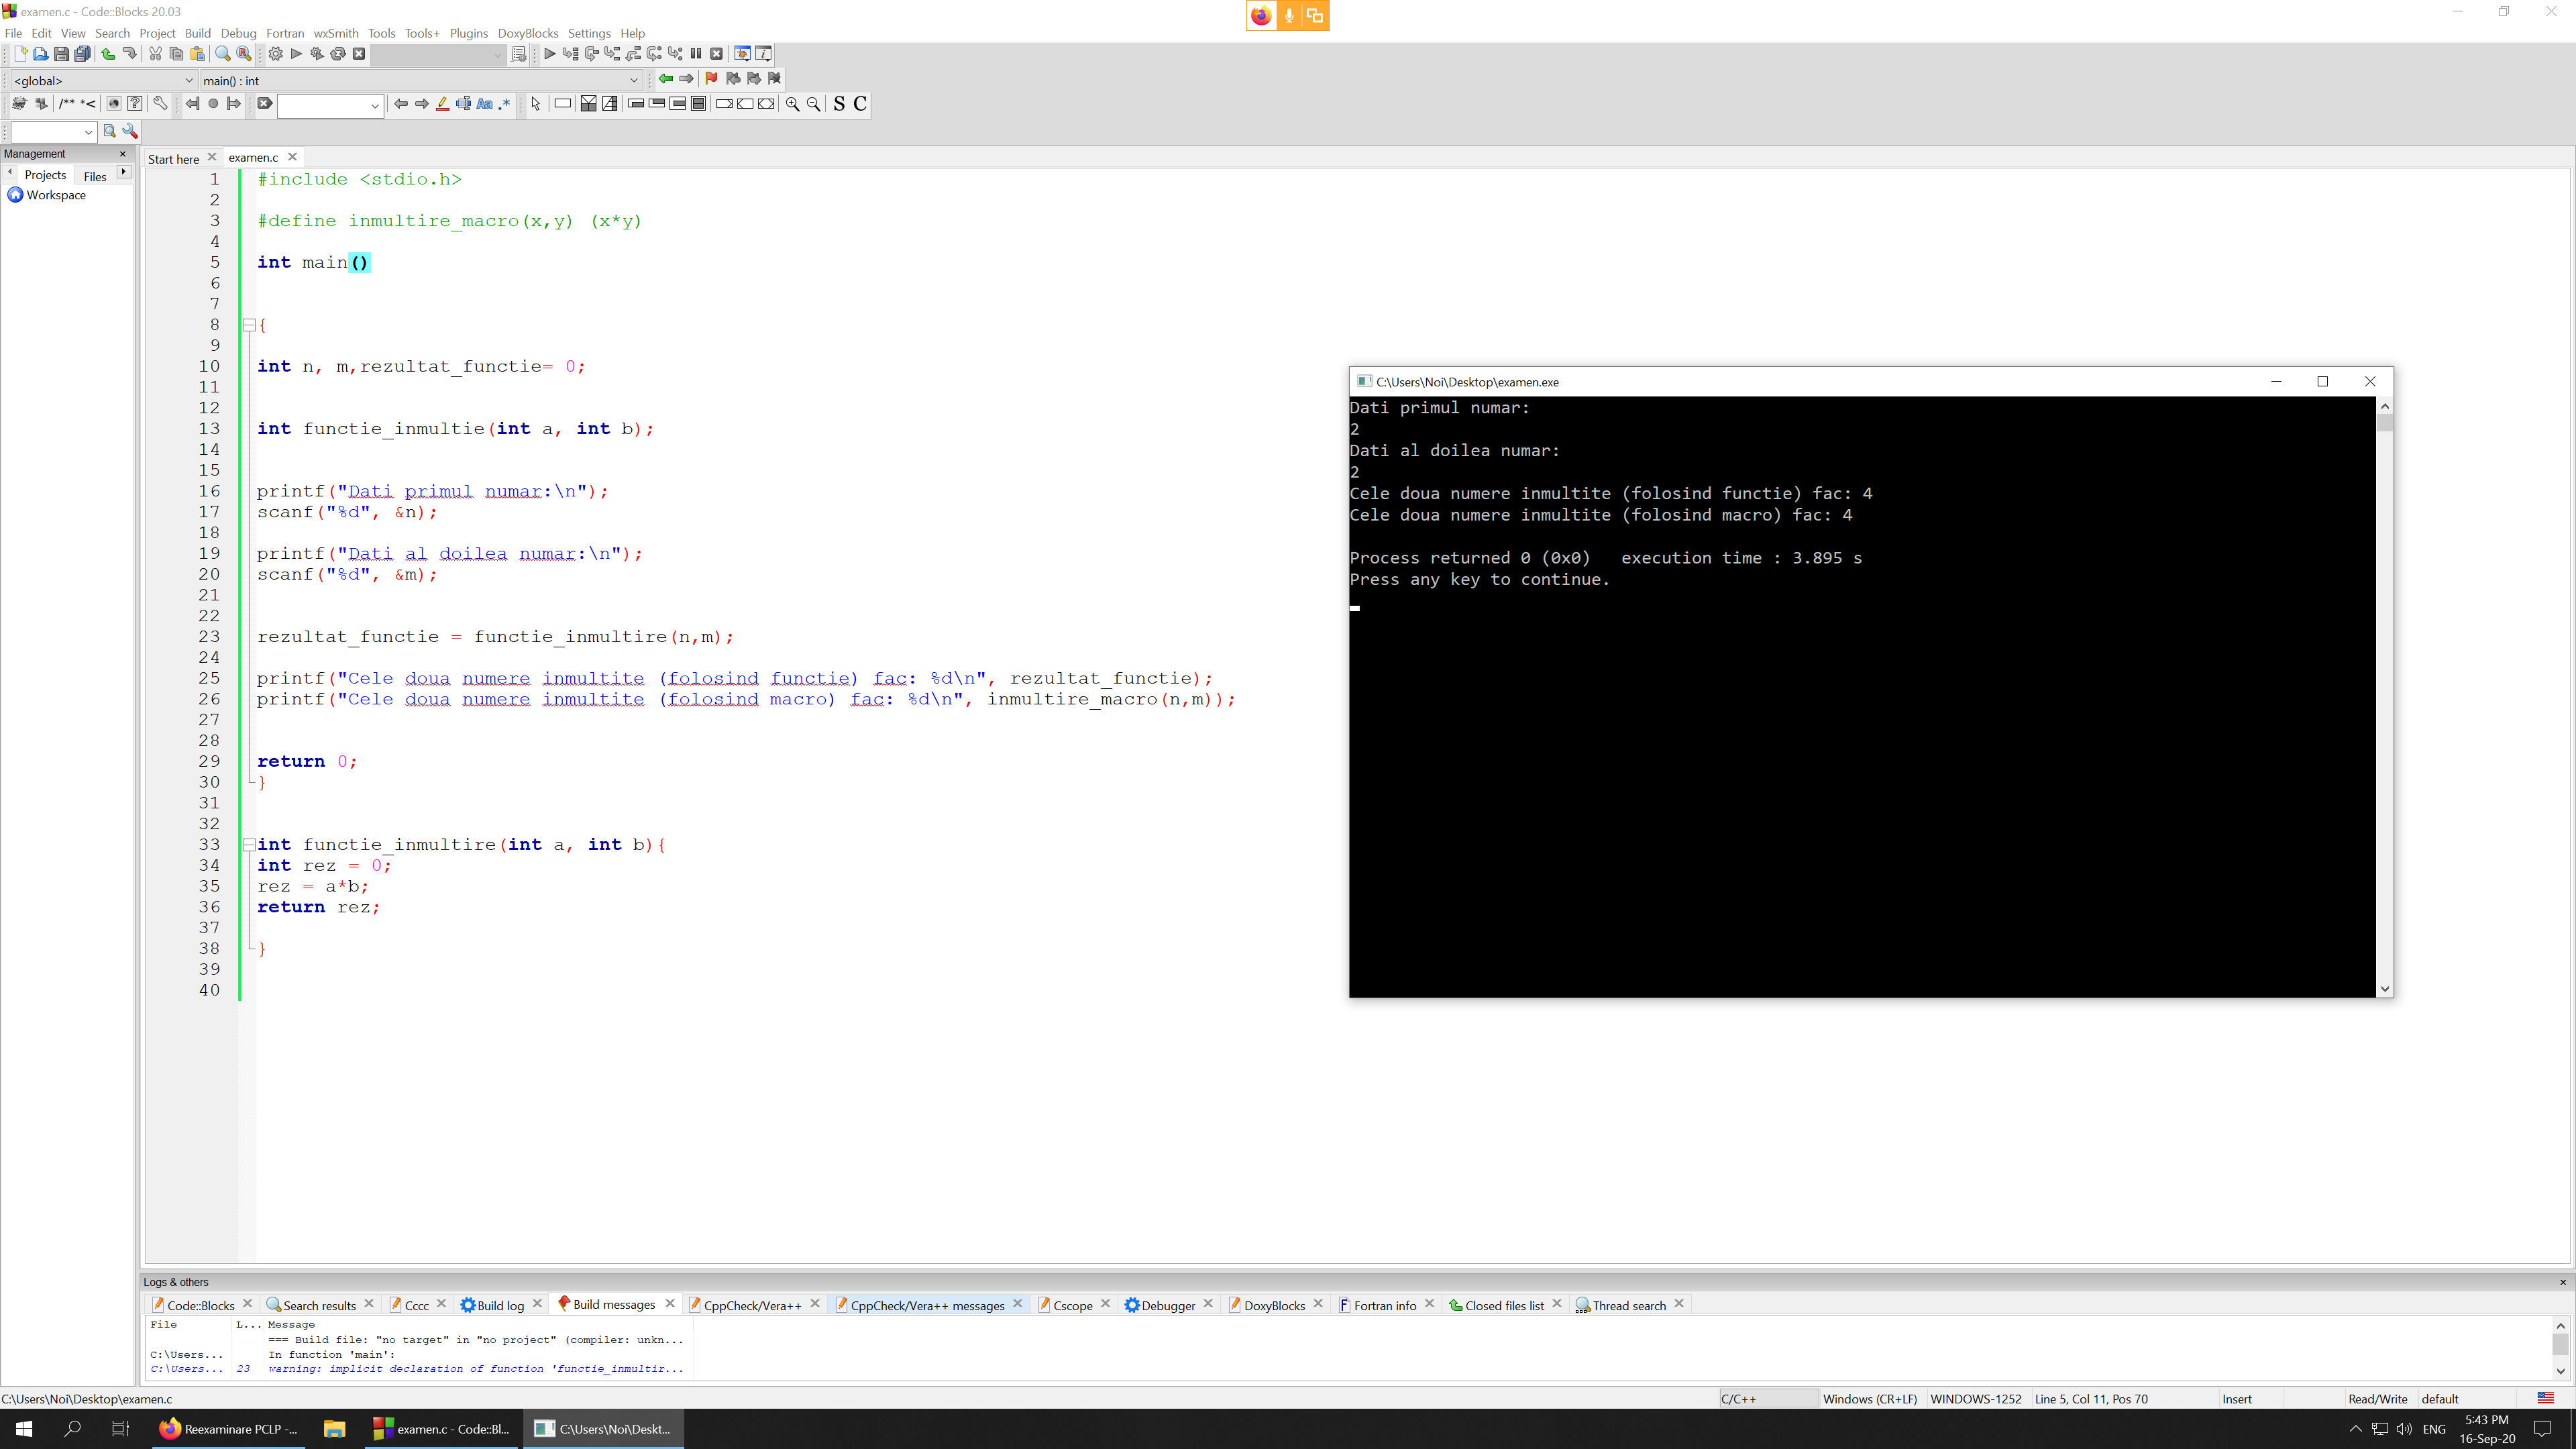 examen.c - Code::Blocks 20.03
File Edit View Search Project Build Debug Fortran wxSmith Tools Tools+ Plugins DoxyBlocks Settings Help
<global> main() : int
/** *< Aa .* S C
Management
Projects Files
Workspace
Start here examen.c
1 #include <stdio.h>
2
3 #define inmultire_macro(x,y) (x*y)
4
5 int main()
6
7
8 {
9
10 int n, m,rezultat_functie= 0;
11
12
13 int functie_inmultie(int a, int b);
14
15
16 printf("Dati primul numar:\n");
17 scanf("%d", &n);
18
19 printf("Dati al doilea numar:\n");
20 scanf("%d", &m);
21
22
23 rezultat_functie = functie_inmultire(n,m);
24
25 printf("Cele doua numere inmultite (folosind functie) fac: %d\n", rezultat_functie);
26 printf("Cele doua numere inmultite (folosind macro) fac: %d\n", inmultire_macro(n,m));
27
28
29 return 0;
30 }
31
32
33 int functie_inmultire(int a, int b){
34 int rez = 0;
35 rez = a*b;
36 return rez;
37
38 }
39
40
C:\Users\Noi\Desktop\examen.exe
Dati primul numar:
2
Dati al doilea numar:
2
Cele doua numere inmultite (folosind functie) fac: 4
Cele doua numere inmultite (folosind macro) fac: 4
Process returned 0 (0x0) execution time : 3.895 s
Press any key to continue.
Logs & others
Code::Blocks Search results Cccc Build log Build messages CppCheck/Vera++ CppCheck/Vera++ messages Cscope Debugger DoxyBlocks Fortran info Closed files list Thread search
File L... Message
=== Build file: "no target" in "no project" (compiler: unkn...
C:\Users... In function 'main':
C:\Users... 23 warning: implicit declaration of function 'functie_inmultir...
C:\Users\Noi\Desktop\examen.c C/C++ Windows (CR+LF) WINDOWS-1252 Line 5, Col 11, Pos 70 Insert Read/Write default
Reexaminare PCLP -... examen.c - Code::Bl... C:\Users\Noi\Deskt... ENG 5:43 PM
16-Sep-20